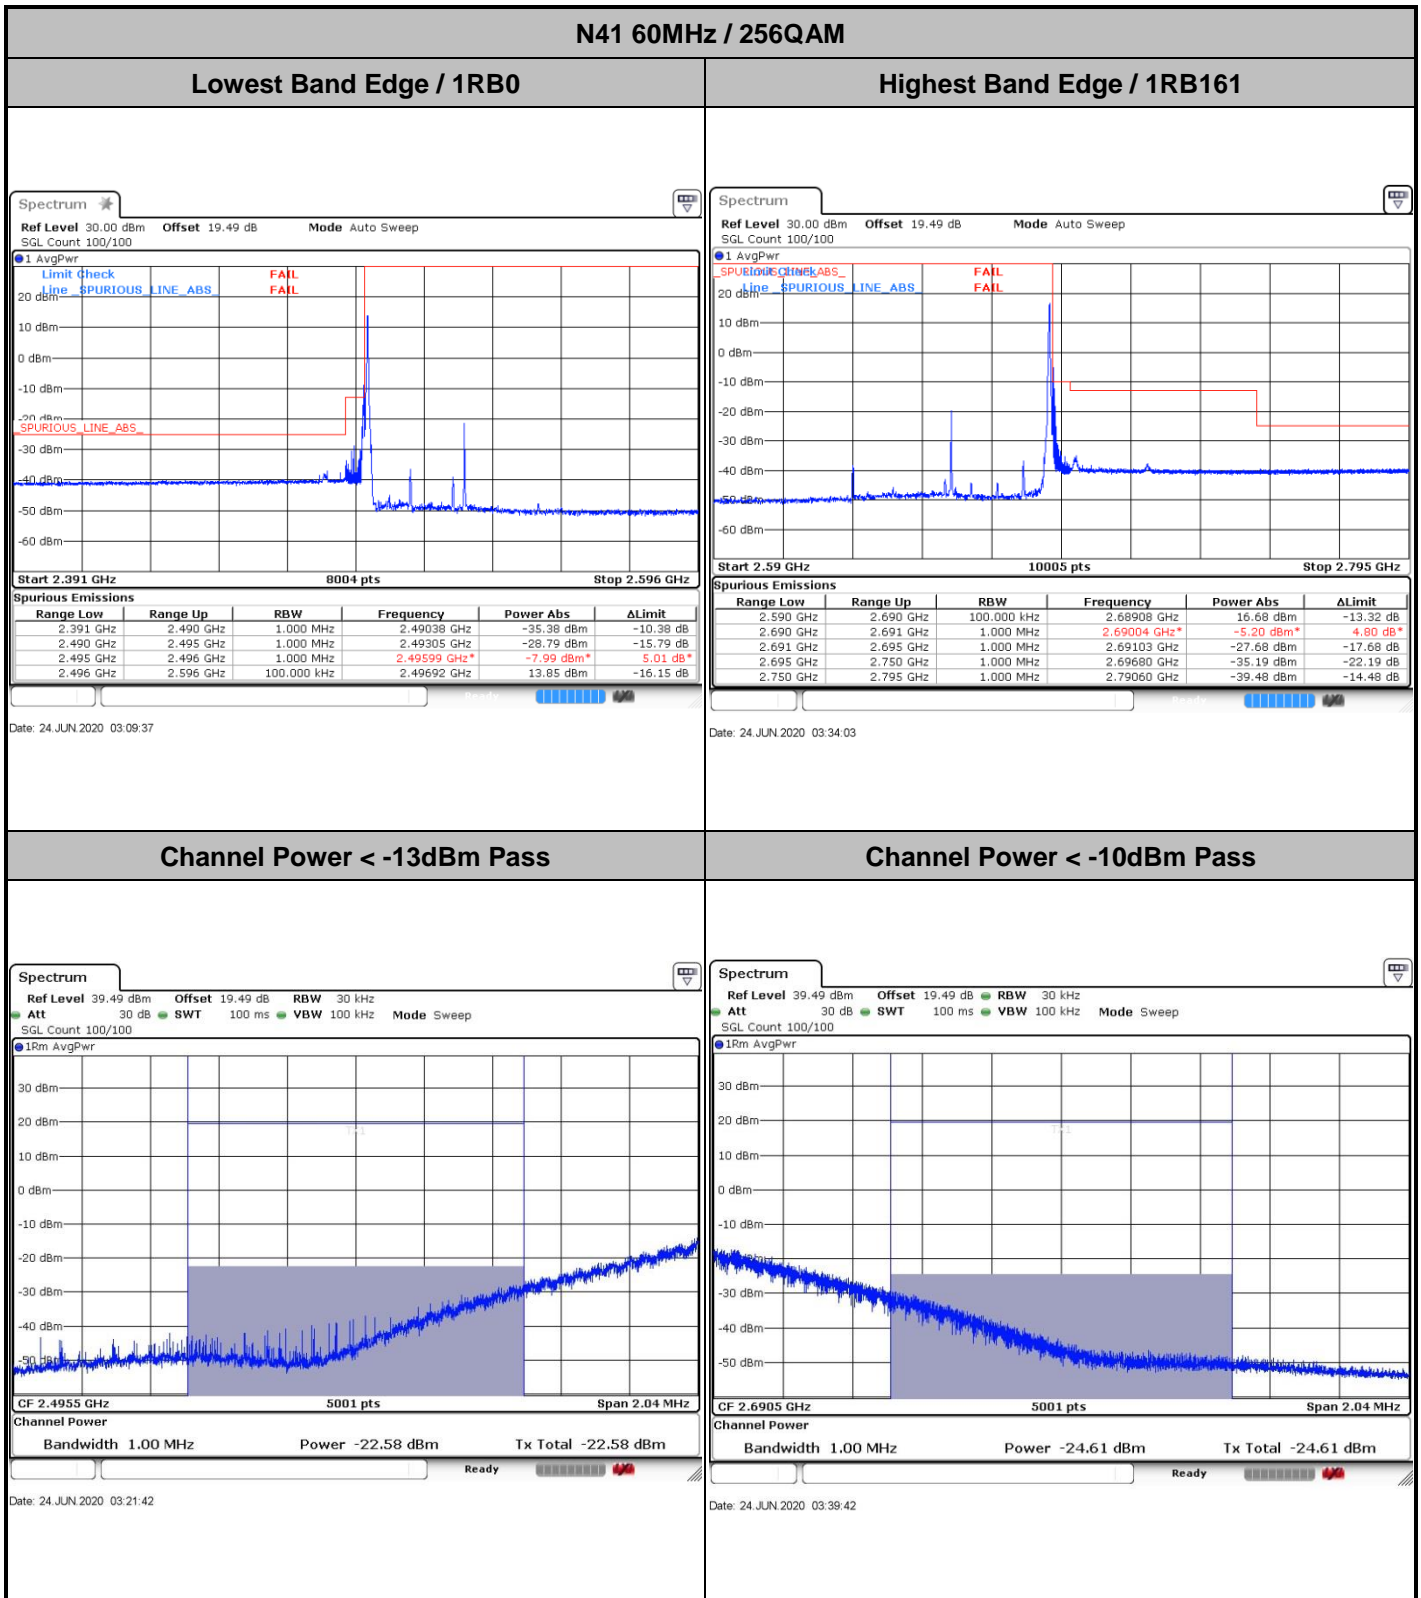 N41 60MHz / 256QAM
Lowest Band Edge / 1RB0
Highest Band Edge / 1RB161
Spectrum
Ref Level 30.00 dBm Offset 19.49 dB Mode Auto Sweep
SGL Count 100/100
1 AvgPwr
Limit Check FAIL
Line _SPURIOUS_LINE_ABS_ FAIL
20 dBm
10 dBm
0 dBm
-10 dBm
-20 dBm
_SPURIOUS_LINE_ABS_
-30 dBm
-40 dBm
-50 dBm
-60 dBm
Start 2.391 GHz 8004 pts Stop 2.596 GHz
Spurious Emissions
Range Low Range Up RBW Frequency Power Abs ΔLimit
2.391 GHz 2.490 GHz 1.000 MHz 2.49038 GHz -35.38 dBm -10.38 dB
2.490 GHz 2.495 GHz 1.000 MHz 2.49305 GHz -28.79 dBm -15.79 dB
2.495 GHz 2.496 GHz 1.000 MHz 2.49599 GHz* -7.99 dBm* 5.01 dB*
2.496 GHz 2.596 GHz 100.000 kHz 2.49692 GHz 13.85 dBm -16.15 dB
Ready
Date: 24.JUN.2020 03:09:37
Spectrum
Ref Level 30.00 dBm Offset 19.49 dB Mode Auto Sweep
SGL Count 100/100
1 AvgPwr
_SPURIOUS_LINE_ABS_
Limit Check FAIL
Line _SPURIOUS_LINE_ABS_ FAIL
20 dBm
10 dBm
0 dBm
-10 dBm
-20 dBm
-30 dBm
-40 dBm
-50 dBm
-60 dBm
Start 2.59 GHz 10005 pts Stop 2.795 GHz
Spurious Emissions
Range Low Range Up RBW Frequency Power Abs ΔLimit
2.590 GHz 2.690 GHz 100.000 kHz 2.68908 GHz 16.68 dBm -13.32 dB
2.690 GHz 2.691 GHz 1.000 MHz 2.69004 GHz* -5.20 dBm* 4.80 dB*
2.691 GHz 2.695 GHz 1.000 MHz 2.69103 GHz -27.68 dBm -17.68 dB
2.695 GHz 2.750 GHz 1.000 MHz 2.69680 GHz -35.19 dBm -22.19 dB
2.750 GHz 2.795 GHz 1.000 MHz 2.79060 GHz -39.48 dBm -14.48 dB
Ready
Date: 24.JUN.2020 03:34:03
Channel Power < -13dBm Pass
Channel Power < -10dBm Pass
Spectrum
Ref Level 39.49 dBm Offset 19.49 dB RBW 30 kHz
Att 30 dB SWT 100 ms VBW 100 kHz Mode Sweep
SGL Count 100/100
1Rm AvgPwr
30 dBm
20 dBm
Tx1
10 dBm
0 dBm
-10 dBm
-20 dBm
-30 dBm
-40 dBm
-50 dBm
CF 2.4955 GHz 5001 pts Span 2.04 MHz
Channel Power
Bandwidth 1.00 MHz Power -22.58 dBm Tx Total -22.58 dBm
Ready
Date: 24.JUN.2020 03:21:42
Spectrum
Ref Level 39.49 dBm Offset 19.49 dB RBW 30 kHz
Att 30 dB SWT 100 ms VBW 100 kHz Mode Sweep
SGL Count 100/100
1Rm AvgPwr
30 dBm
20 dBm
Tx1
10 dBm
0 dBm
-10 dBm
-20 dBm
-30 dBm
-40 dBm
-50 dBm
CF 2.6905 GHz 5001 pts Span 2.04 MHz
Channel Power
Bandwidth 1.00 MHz Power -24.61 dBm Tx Total -24.61 dBm
Ready
Date: 24.JUN.2020 03:39:42